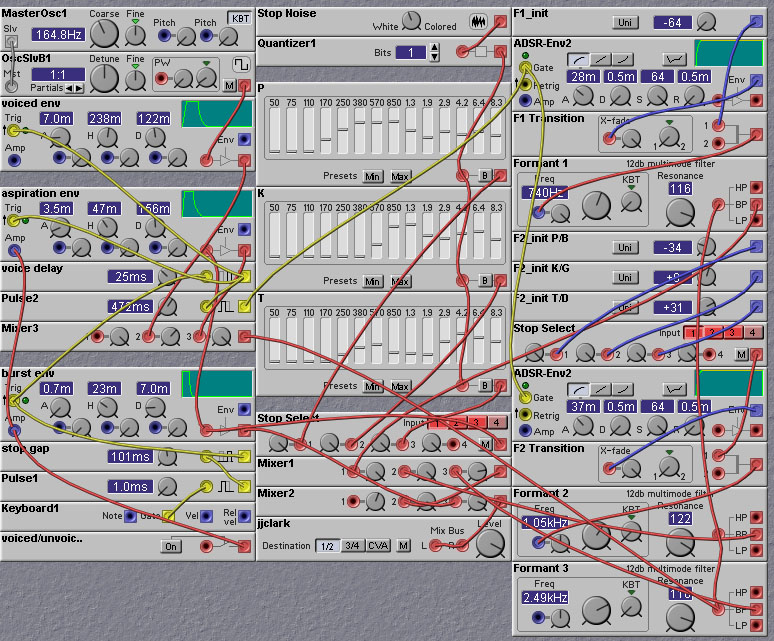 MasterOsc1
Slv
164.8Hz
Coarse Fine Pitch Pitch KBT
OscSlvB1
Mst
1:1
Partials
Detune Fine PW
M
voiced env
Trig 7.0m 238m 122m
A H D
Amp
Env
aspiration env
Trig 3.5m 47m 156m
A H D
Amp
Env
voice delay
25ms
Pulse2
472ms
Mixer3
1 2 3
burst env
Trig 0.7m 23m 7.0m
A H D
Amp
Env
stop gap
101ms
Pulse1
1.0ms
Keyboard1
Note Gate Vel Rel vel
voiced/unvoic..
On
Stop Noise
White Colored
Quantizer1
Bits 1
P
50 75 110 170 250 380 570 850 1.3 1.9 2.9 4.2 6.4 8.3
Presets Min Max B
K
50 75 110 170 250 380 570 850 1.3 1.9 2.9 4.2 6.4 8.3
Presets Min Max B
T
50 75 110 170 250 380 570 850 1.3 1.9 2.9 4.2 6.4 8.3
Presets Min Max B
Stop Select
Input 1 2 3 4
1 2 3 4 M
Mixer1
1 2 3
Mixer2
1 2 3
jjclark
Destination 1/2 3/4 CVA M
Mix Bus
L R
Level
F1_init
Uni -64
ADSR-Env2
Gate
Retrig
Amp
28m 0.5m 64 0.5m
A D S R
Env
F1 Transition
X-fade
1
2
Formant 1
12db multimode filter
Freq
740Hz
KBT
Resonance
116
HP
BP
LP
F2_init P/B
Uni -34
F2_init K/G
Uni
F2_init T/D
Uni +31
Stop Select
Input 1 2 3 4
1 2 3 4 M
ADSR-Env2
Gate
Retrig
Amp
37m 0.5m 64 0.5m
A D S R
Env
F2 Transition
X-fade
1
2
Formant 2
12db multimode filter
Freq
1.05kHz
KBT
Resonance
122
HP
BP
LP
Formant 3
12db multimode filter
Freq
2.49kHz
KBT
Resonance
HP
BP
LP